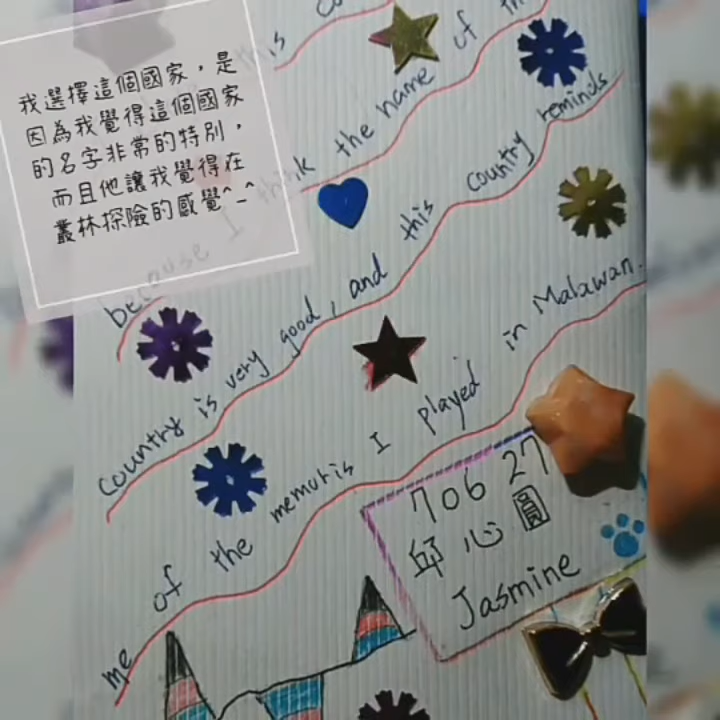 我選擇這個國家，是
因為我覺得這個國家
的名字非常的特別，
而且他讓我覺得在
叢林探險的感覺^_^
this
because I think the name of
country is very good, and this country reminds
me of the memuris I played in Malawan.
706 27
邱心圓
Jasmine